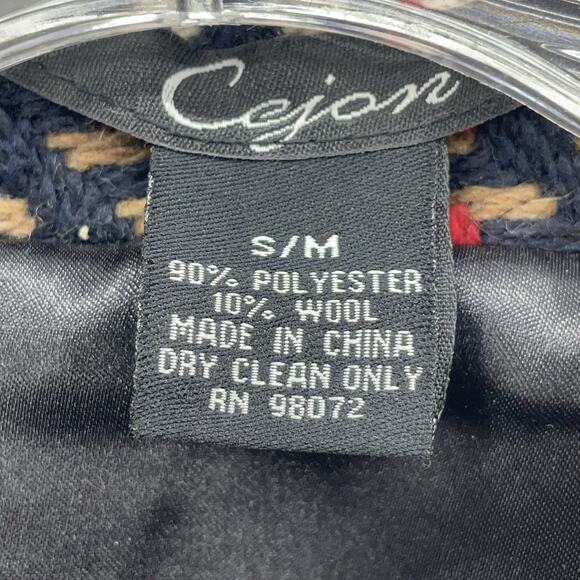 Cejon
S/M
90% POLYESTER
10% WOOL
MADE IN CHINA
DRY CLEAN ONLY
RN 98072